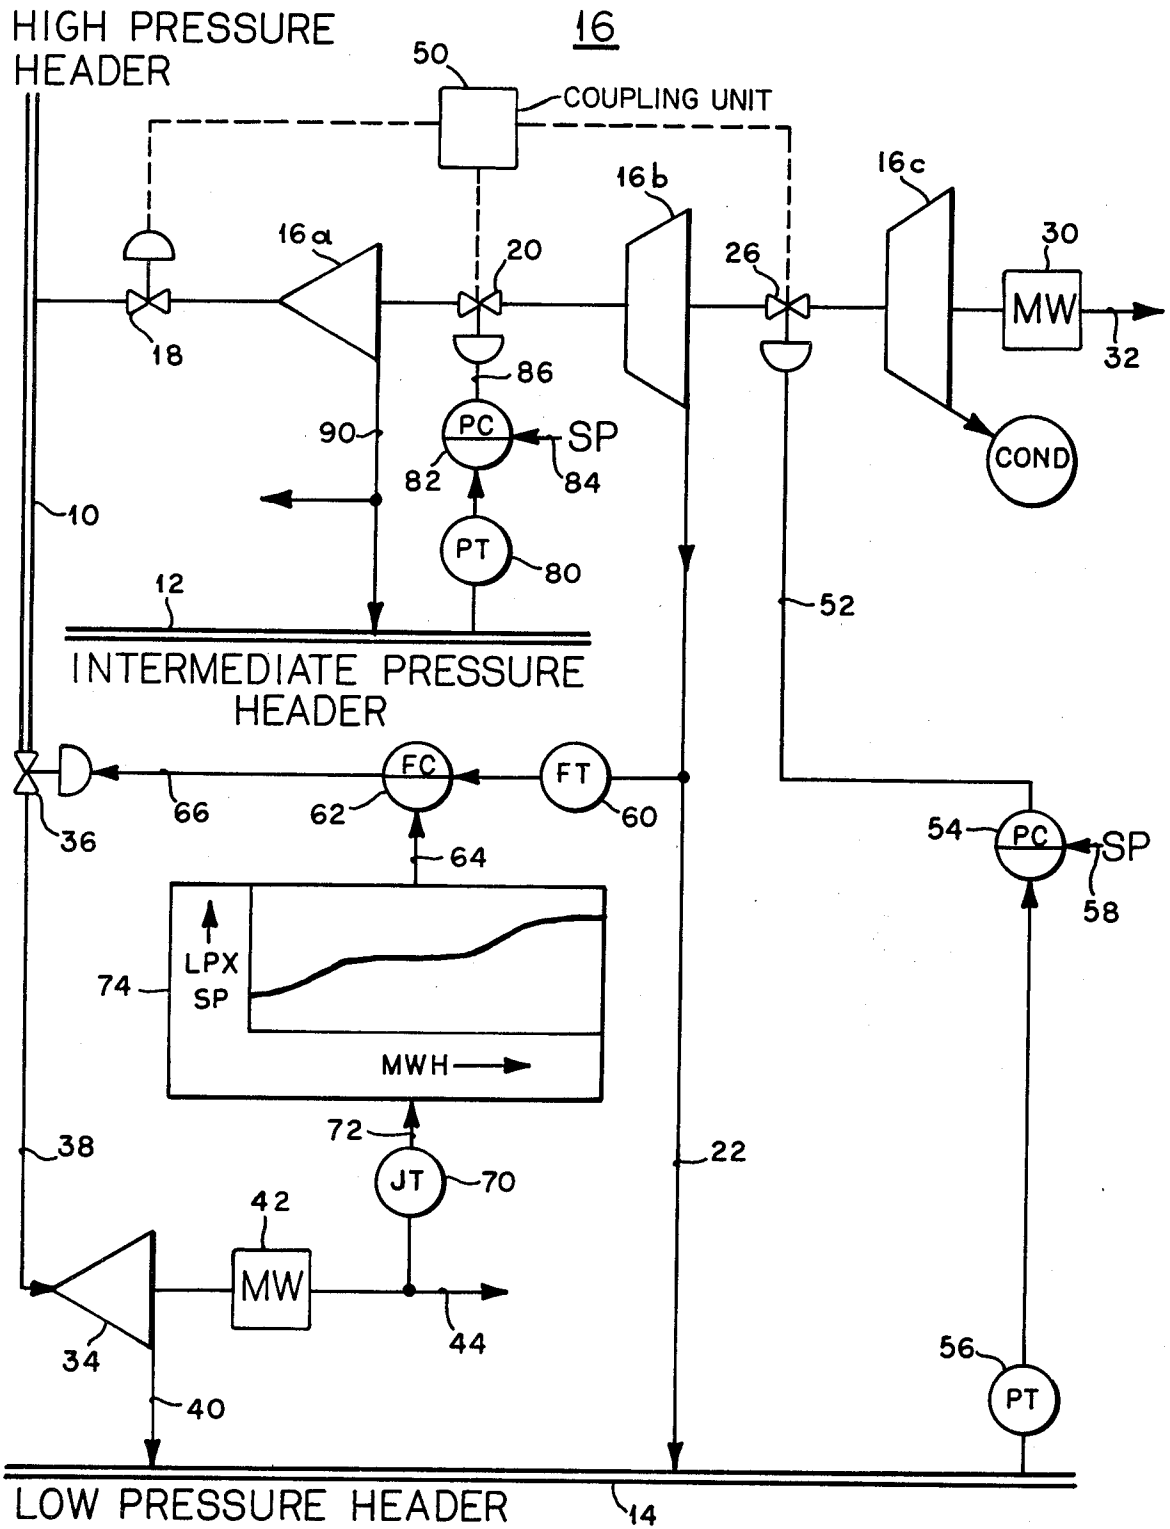 HIGH PRESSURE
HEADER
16
50
COUPLING UNIT
16b
16c
16a
20
26
30
MW
18
86
32
90
PC
SP
82
84
COND
10
PT
80
12
52
INTERMEDIATE PRESSURE
HEADER
FC
FT
66
62
60
36
54
PC
SP
64
58
LPX
SP
74
MWH
72
38
22
JT
70
42
MW
44
34
56
PT
40
LOW PRESSURE HEADER
14